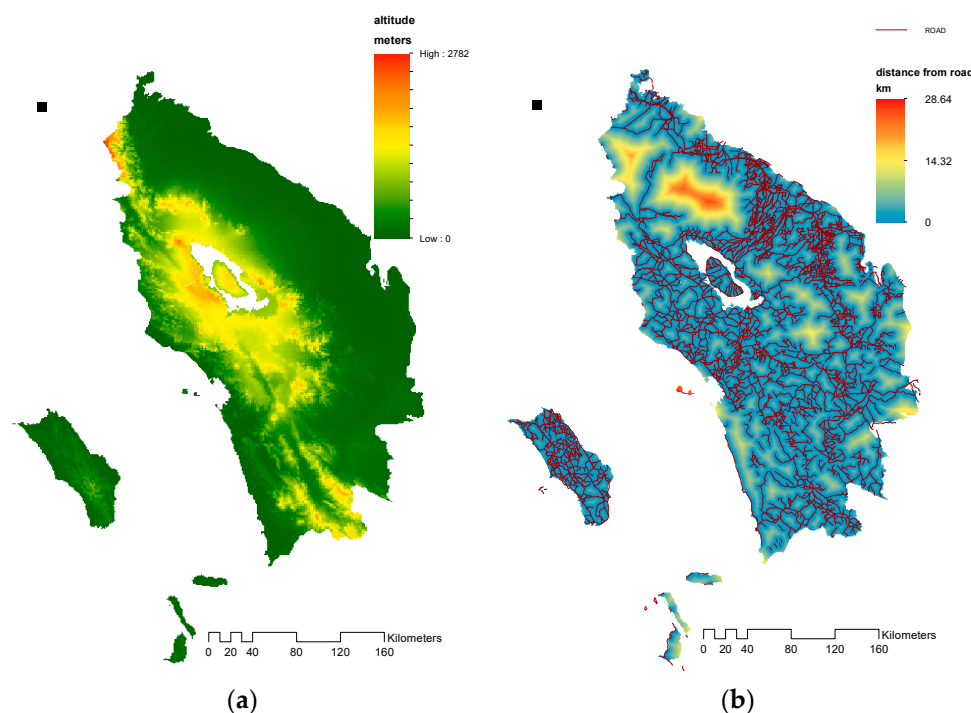 altitude
meters
High : 2782
Low : 0
Kilometers
0 20 40 80 120 160
(a)
ROAD
distance from road
km
28.64
14.32
0
Kilometers
0 20 40 80 120 160
(b)